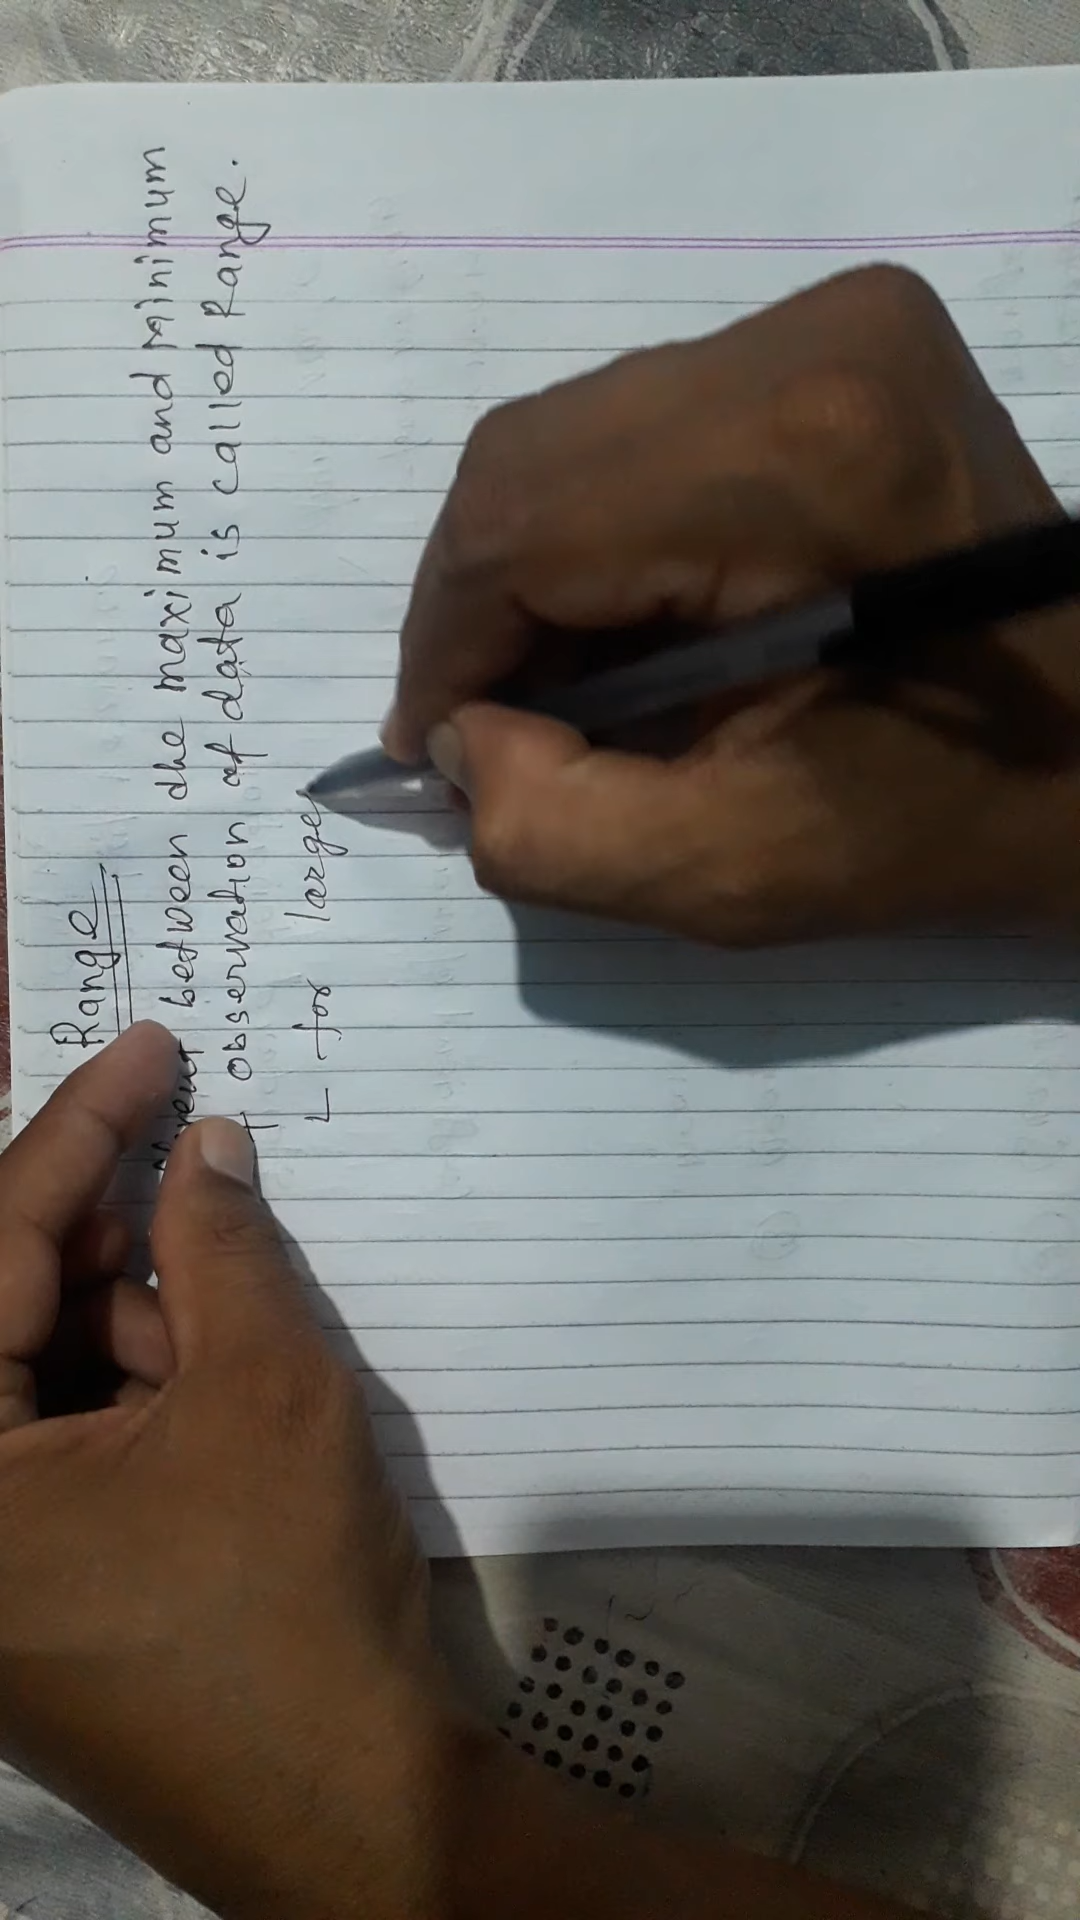 Range
between the maximum and minimum
observation of data is called Range.
for large